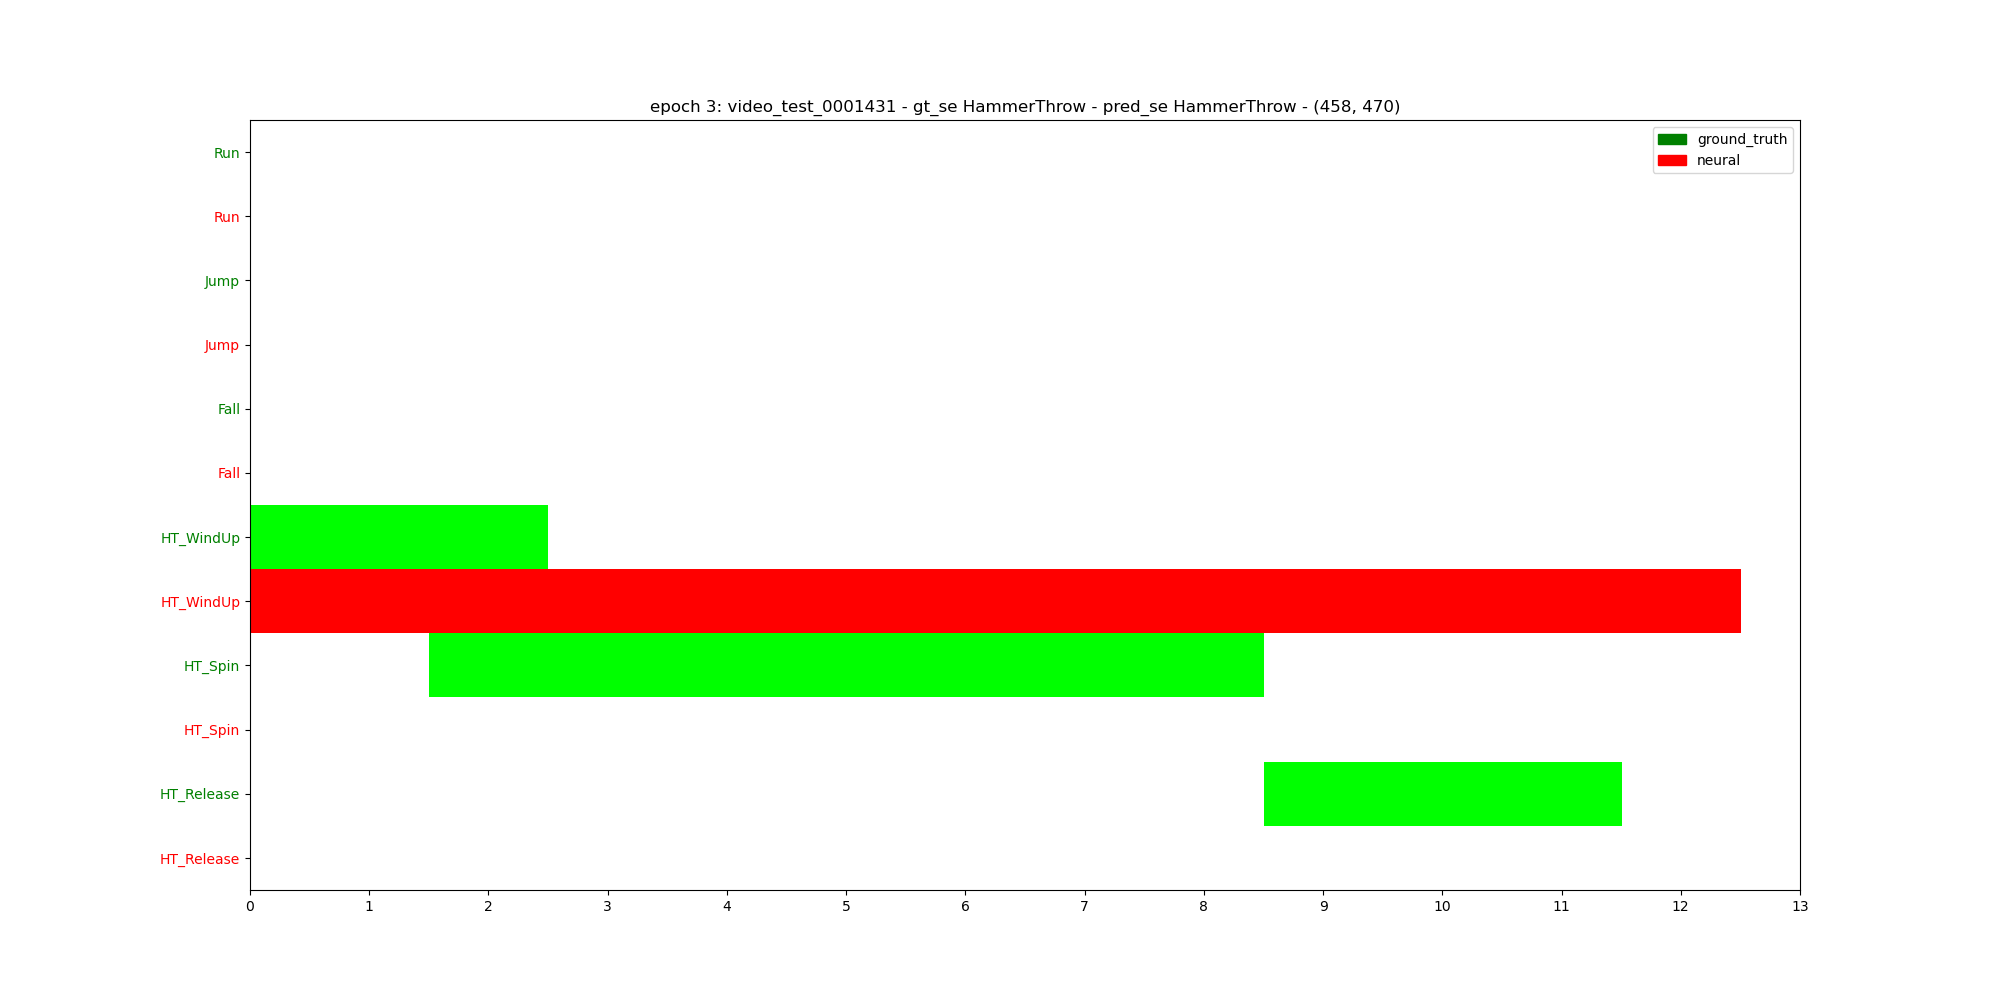 epoch 3: video_test_0001431 - gt_se HammerThrow - pred_se HammerThrow - (458, 470)
ground_truth
neural
Run
Run
Jump
Jump
Fall
Fall
HT_WindUp
HT_WindUp
HT_Spin
HT_Spin
HT_Release
HT_Release
0 1 2 3 4 5 6 7 8 9 10 11 12 13